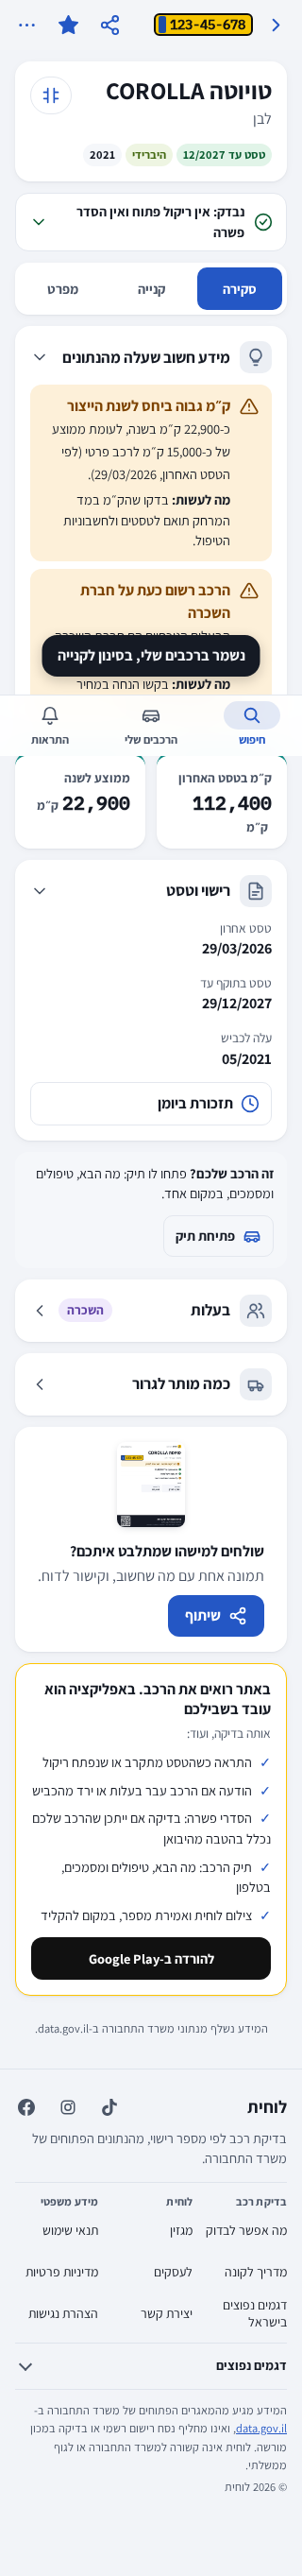 123-45-678
טויוטה COROLLA
לבן
טסט עד 12/2027
היברידי
2021
נבדק: אין ריקול פתוח ואין הסדר
פשרה
סקירה
קנייה
מפרט
מידע חשוב שעלה מהנתונים
ק״מ גבוה ביחס לשנת הייצור
כ-22,900 ק״מ בשנה, לעומת ממוצע
של כ-15,000 ק״מ לרכב פרטי (לפי
הטסט האחרון, 29/03/2026).
מה לעשות: בדקו שהק״מ במד
המרחק תואם לטסטים ולחשבוניות
הטיפול.
הרכב רשום כעת על חברת
השכרה
נשמר ברכבים שלי, בסינון לקנייה
מה לעשות: בקשו הנחה במחיר
חיפוש
הרכבים שלי
התראות
ק״מ בטסט האחרון
112,400
ק״מ
ממוצע לשנה
22,900 ק״מ
רישוי וטסט
טסט אחרון
29/03/2026
טסט בתוקף עד
29/12/2027
עלה לכביש
05/2021
תזכורת ביומן
זה הרכב שלכם? פתחו לו תיק: מה הבא, טיפולים
ומסמכים, במקום אחד.
פתיחת תיק
בעלות
השכרה
כמה מותר לגרור
שולחים למישהו שמתלבט איתכם?
תמונה אחת עם מה שחשוב, וקישור לדוח.
שיתוף
באתר רואים את הרכב. באפליקציה הוא
עובד בשבילכם
אותה בדיקה, ועוד:
✓ התראה כשהטסט מתקרב או שנפתח ריקול
✓ הודעה אם הרכב עבר בעלות או ירד מהכביש
✓ הסדרי פשרה: בדיקה אם ייתכן שהרכב שלכם
נכלל בהטבה מהיבואן
✓ תיק הרכב: מה הבא, טיפולים ומסמכים,
בטלפון
✓ צילום לוחית ואמירת מספר, במקום להקליד
להורדה ב-Google Play
המידע נשלף מנתוני משרד התחבורה ב-data.gov.il.
לוחית
בדיקת רכב לפי מספר רישוי, מהנתונים הפתוחים של
משרד התחבורה.
בדיקת רכב
לוחית
מידע משפטי
מה אפשר לבדוק
מגזין
תנאי שימוש
מדריך לקונה
לעסקים
מדיניות פרטיות
דגמים נפוצים
בישראל
יצירת קשר
הצהרת נגישות
דגמים נפוצים
המידע מגיע מהמאגרים הפתוחים של משרד התחבורה ב-
data.gov.il, ואינו מחליף נסח רישום רשמי או בדיקה במכון
מורשה. לוחית אינה קשורה למשרד התחבורה או לגוף
ממשלתי.
© 2026 לוחית